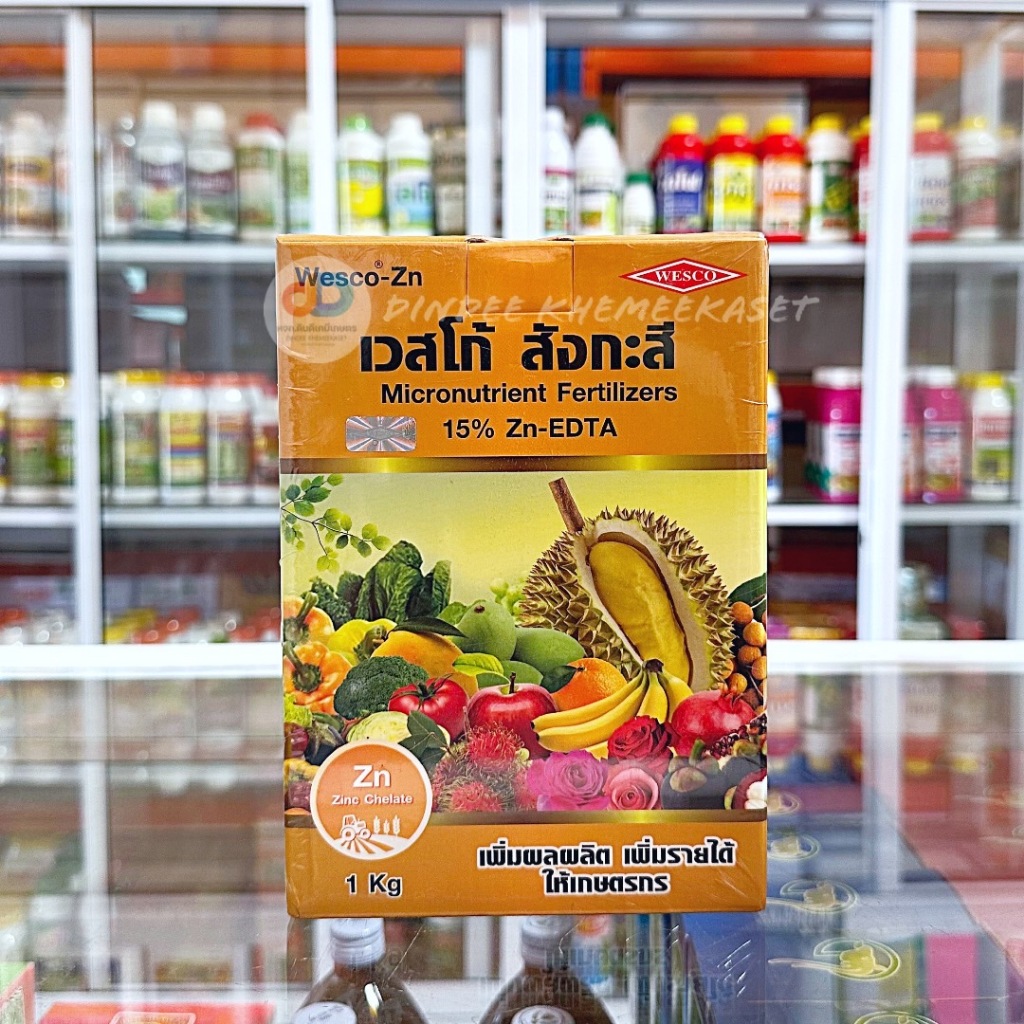 Wesco®-Zn
WESCO
DINDEE KHEMEEKASET
เวสโก้ สังกะสี
Micronutrient Fertilizers
15% Zn-EDTA
Zn
Zinc Chelate
1 Kg
เพิ่มผลผลิต เพิ่มรายได้
ให้เกษตรกร